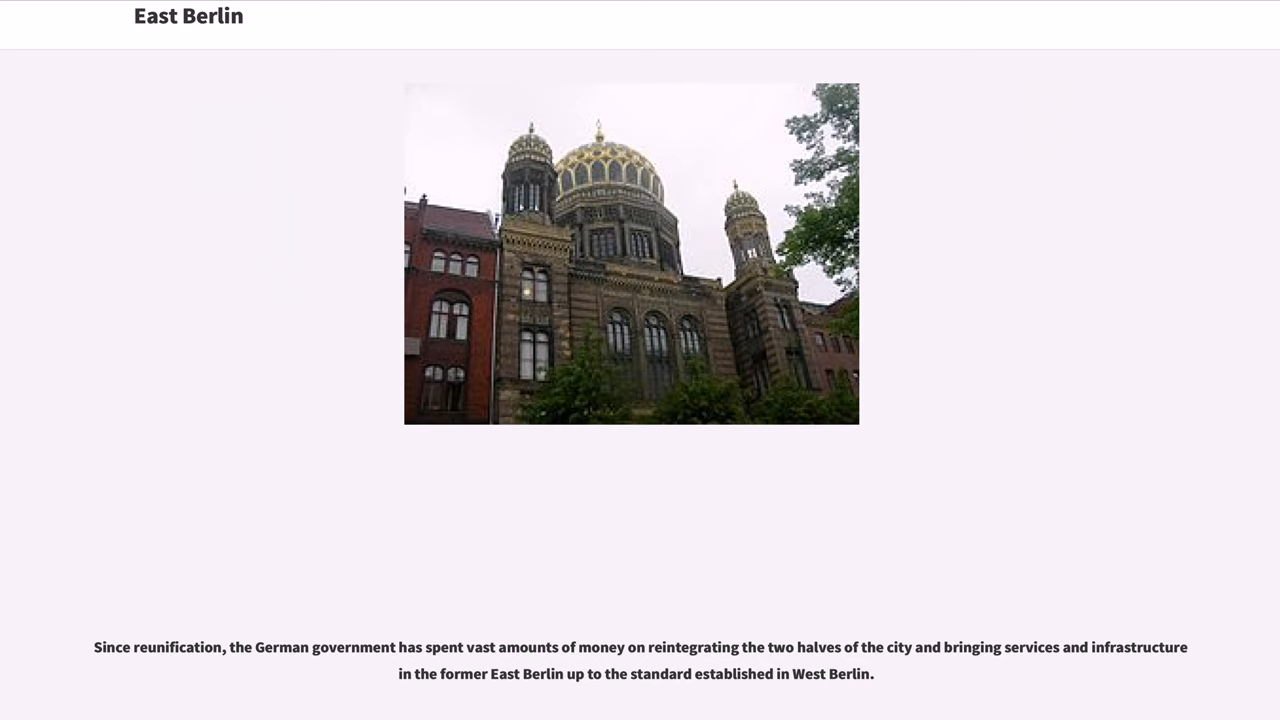 East Berlin
Since reunification, the German government has spent vast amounts of money on reintegrating the two halves of the city and bringing services and infrastructure
in the former East Berlin up to the standard established in West Berlin.